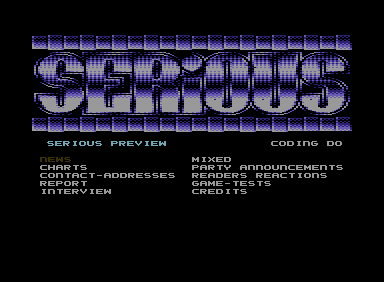 SERiOUS
SERIOUS PREVIEW CODING DO
NEWS MIXED
CHARTS PARTY ANNOUNCEMENTS
CONTACT-ADDRESSES READERS REACTIONS
REPORT GAME-TESTS
INTERVIEW CREDITS